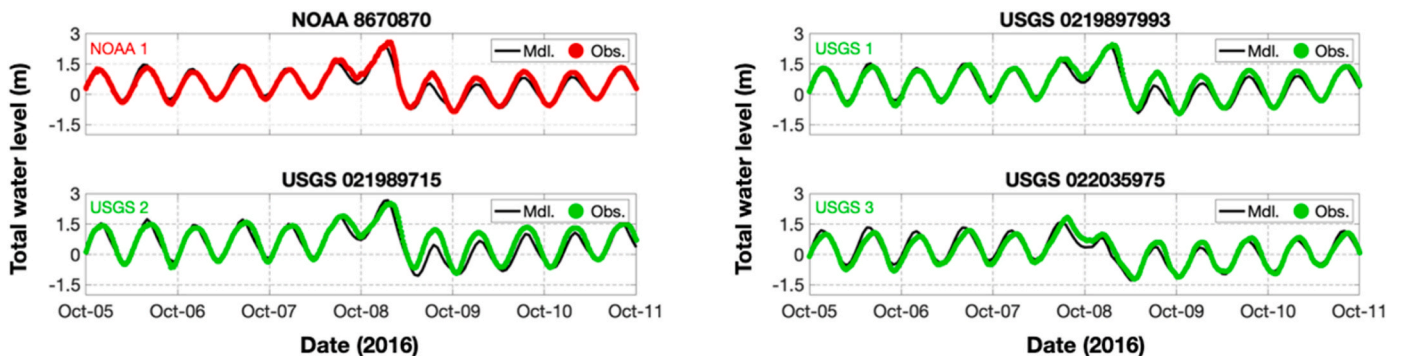 NOAA 8670870
3
NOAA 1
Mdl. Obs.
1.5
0
-1.5
USGS 0219897993
3
USGS 1
Mdl. Obs.
1.5
0
-1.5
Total water level (m)
USGS 021989715
3
USGS 2
Mdl. Obs.
1.5
0
-1.5
Oct-05 Oct-06 Oct-07 Oct-08 Oct-09 Oct-10 Oct-11
Date (2016)
Total water level (m)
USGS 022035975
3
USGS 3
Mdl. Obs.
1.5
0
-1.5
Oct-05 Oct-06 Oct-07 Oct-08 Oct-09 Oct-10 Oct-11
Date (2016)